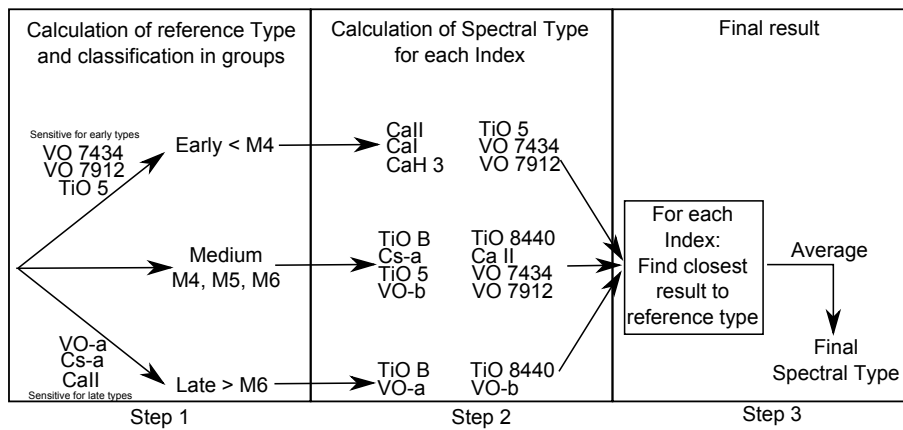 Calculation of reference Type
and classification in groups
Sensitive for early types
VO 7434
VO 7912
TiO 5
Early < M4
Medium
M4, M5, M6
VO-a
Cs-a
CaII
Sensitive for late types
Late > M6
Step 1
Calculation of Spectral Type
for each Index
CaII
CaI
CaH 3
TiO 5
VO 7434
VO 7912
TiO B
Cs-a
TiO 5
VO-b
TiO 8440
Ca II
VO 7434
VO 7912
TiO B
VO-a
TiO 8440
VO-b
Step 2
Final result
For each
Index:
Find closest
result to
reference type
Average
Final
Spectral Type
Step 3